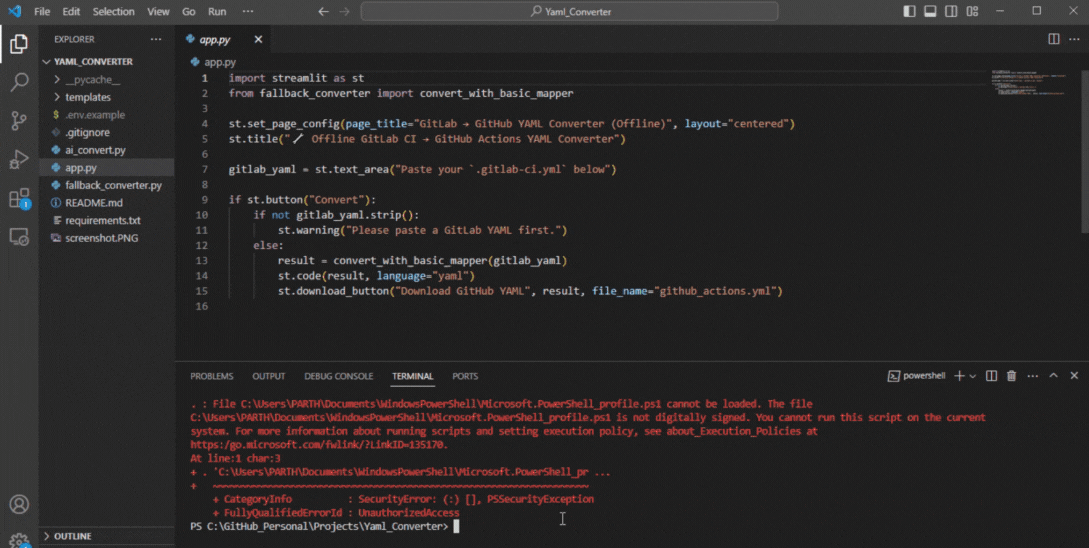 File Edit Selection View Go Run ··· ← → Yaml_Converter
EXPLORER ···
YAML_CONVERTER
__pycache__
templates
.env.example
.gitignore
ai_convert.py
app.py
fallback_converter.py
README.md
requirements.txt
screenshot.PNG
OUTLINE
1
app.py
app.py
1 import streamlit as st
2 from fallback_converter import convert_with_basic_mapper
3
4 st.set_page_config(page_title="GitLab → GitHub YAML Converter (Offline)", layout="centered")
5 st.title("🔧 Offline GitLab CI → GitHub Actions YAML Converter")
6
7 gitlab_yaml = st.text_area("Paste your `.gitlab-ci.yml` below")
8
9 if st.button("Convert"):
10     if not gitlab_yaml.strip():
11         st.warning("Please paste a GitLab YAML first.")
12     else:
13         result = convert_with_basic_mapper(gitlab_yaml)
14         st.code(result, language="yaml")
15         st.download_button("Download GitHub YAML", result, file_name="github_actions.yml")
16
PROBLEMS OUTPUT DEBUG CONSOLE TERMINAL PORTS powershell
. : File C:\Users\PARTH\Documents\WindowsPowerShell\Microsoft.PowerShell_profile.ps1 cannot be loaded. The file
C:\Users\PARTH\Documents\WindowsPowerShell\Microsoft.PowerShell_profile.ps1 is not digitally signed. You cannot run this script on the current
system. For more information about running scripts and setting execution policy, see about_Execution_Policies at
https:/go.microsoft.com/fwlink/?LinkID=135170.
At line:1 char:3
+ . 'C:\Users\PARTH\Documents\WindowsPowerShell\Microsoft.PowerShell_pr ...
+   ~~~~~~~~~~~~~~~~~~~~~~~~~~~~~~~~~~~~~~~~~~~~~~~~~~~~~~~~~~~~~~~~~~~
    + CategoryInfo          : SecurityError: (:) [], PSSecurityException
    + FullyQualifiedErrorId : UnauthorizedAccess
PS C:\GitHub_Personal\Projects\Yaml_Converter>